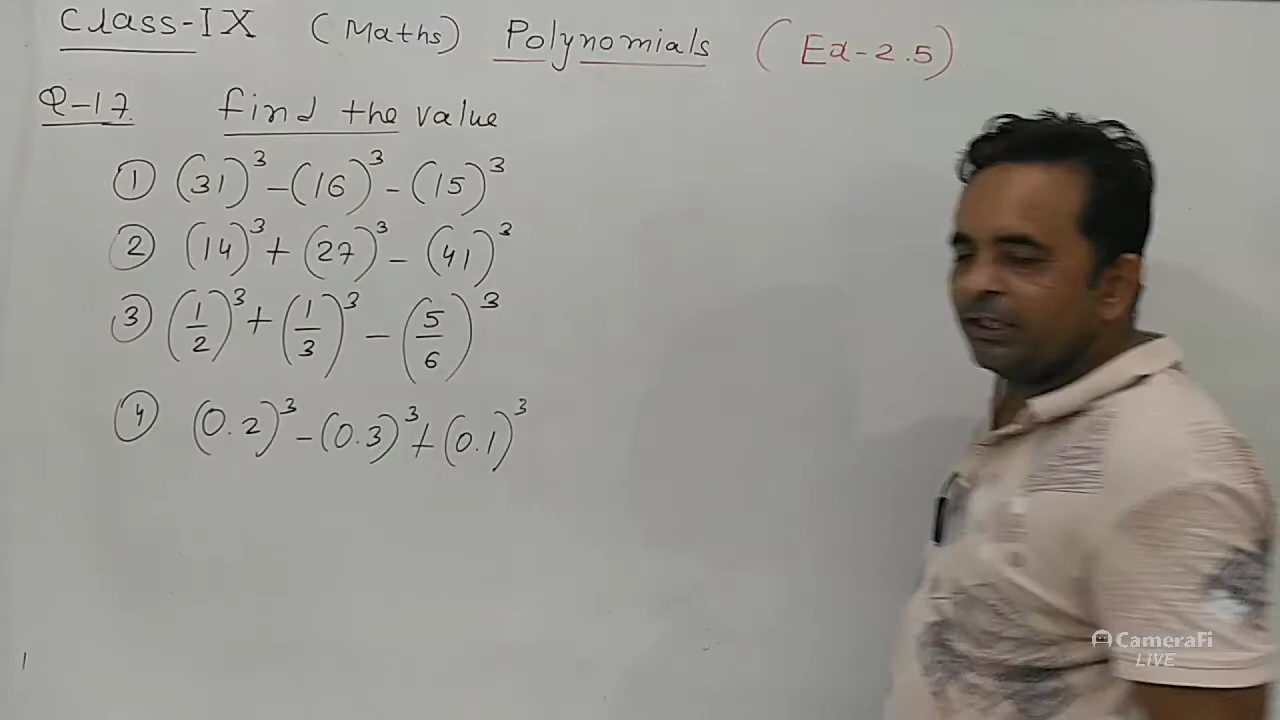 Class-IX (Maths) Polynomials (Ex-2.5)
Q-17. find the value
① (31)³-(16)³-(15)³
② (14)³+(27)³-(41)³
③ (1/2)³+(1/3)³-(5/6)³
④ (0.2)³-(0.3)³+(0.1)³
CameraFi
LIVE